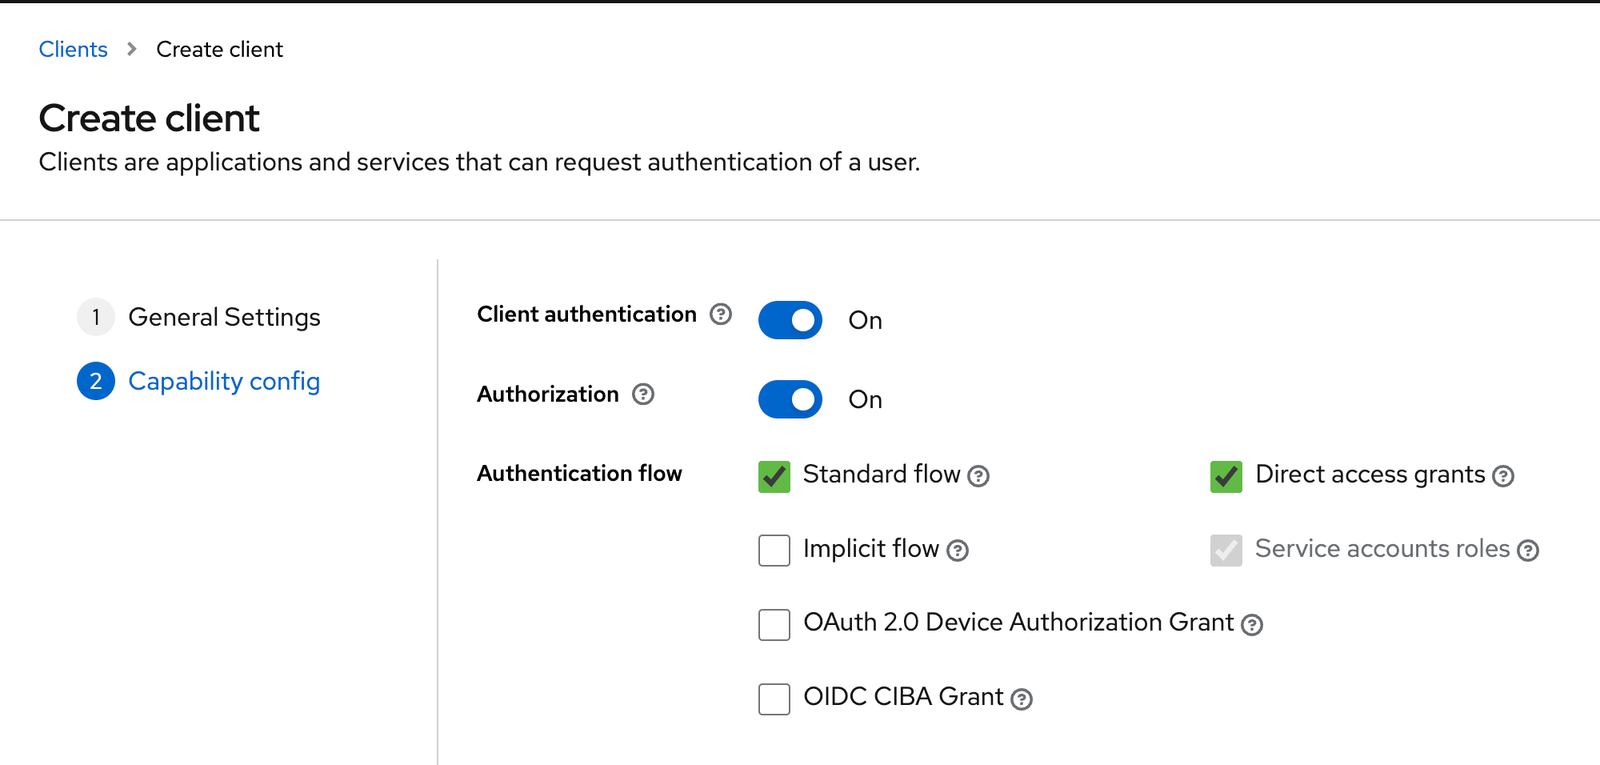 Clients > Create client
Create client
Clients are applications and services that can request authentication of a user.
1 General Settings
2 Capability config
Client authentication ? On
Authorization ? On
Authentication flow Standard flow ? Direct access grants ?
Implicit flow ? Service accounts roles ?
OAuth 2.0 Device Authorization Grant ?
OIDC CIBA Grant ?